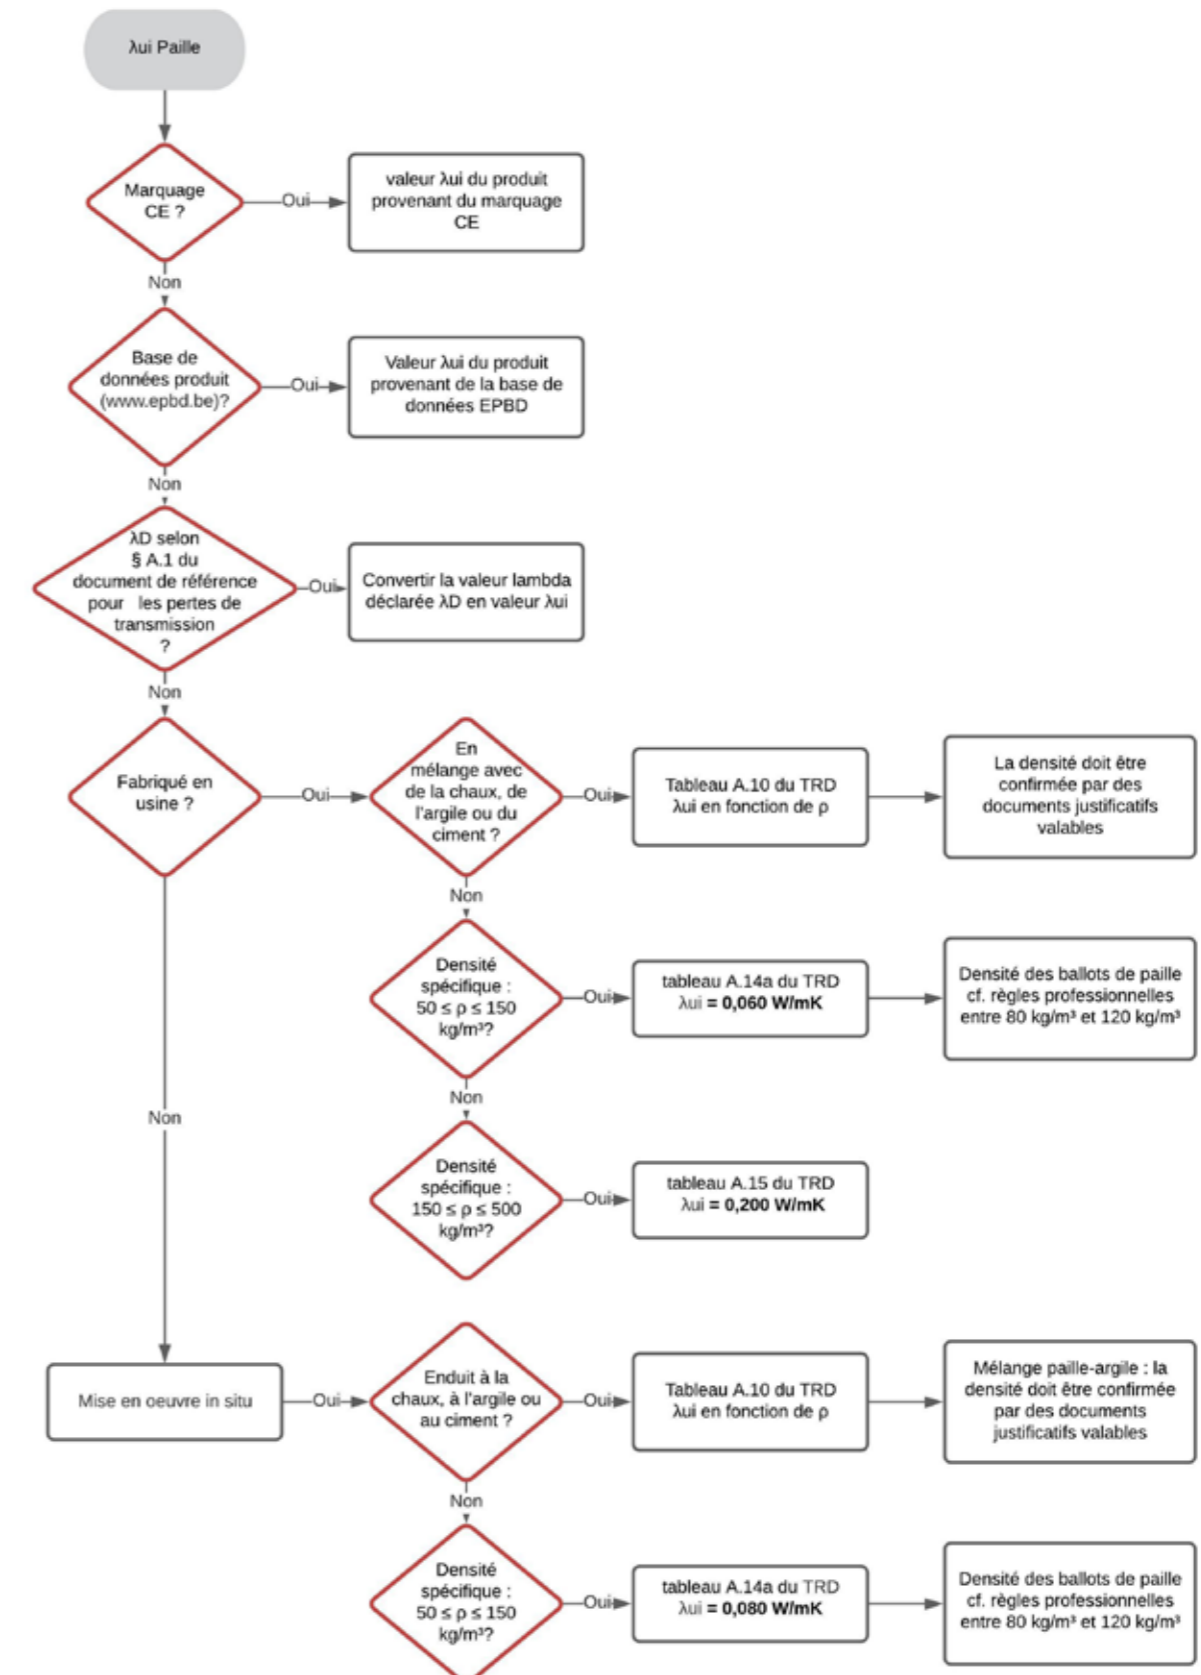 λui Paille
Marquage
CE ?
Oui
valeur λui du produit
provenant du marquage
CE
Non
Base de
données produit
(www.epbd.be)?
Oui
Valeur λui du produit
provenant de la base de
données EPBD
Non
λD selon
§ A.1 du
document de référence
pour les pertes de
transmission
?
Oui
Convertir la valeur lambda
déclarée λD en valeur λui
Non
Fabriqué en
usine ?
Oui
En
mélange avec
de la chaux, de
l'argile ou du
ciment ?
Oui
Tableau A.10 du TRD
λui en fonction de ρ
La densité doit être
confirmée par des
documents justificatifs
valables
Non
Densité
spécifique :
50 ≤ ρ ≤ 150
kg/m³?
Oui
tableau A.14a du TRD
λui = 0,060 W/mK
Densité des ballots de paille
cf. règles professionnelles
entre 80 kg/m³ et 120 kg/m³
Non
Non
Densité
spécifique :
150 ≤ ρ ≤ 500
kg/m³?
Oui
tableau A.15 du TRD
λui = 0,200 W/mK
Mise en oeuvre in situ
Oui
Enduit à la
chaux, à l'argile ou
au ciment ?
Oui
Tableau A.10 du TRD
λui en fonction de ρ
Mélange paille-argile : la
densité doit être confirmée
par des documents
justificatifs valables
Non
Densité
spécifique :
50 ≤ ρ ≤ 150
kg/m³?
Oui
tableau A.14a du TRD
λui = 0,080 W/mK
Densité des ballots de paille
cf. règles professionnelles
entre 80 kg/m³ et 120 kg/m³